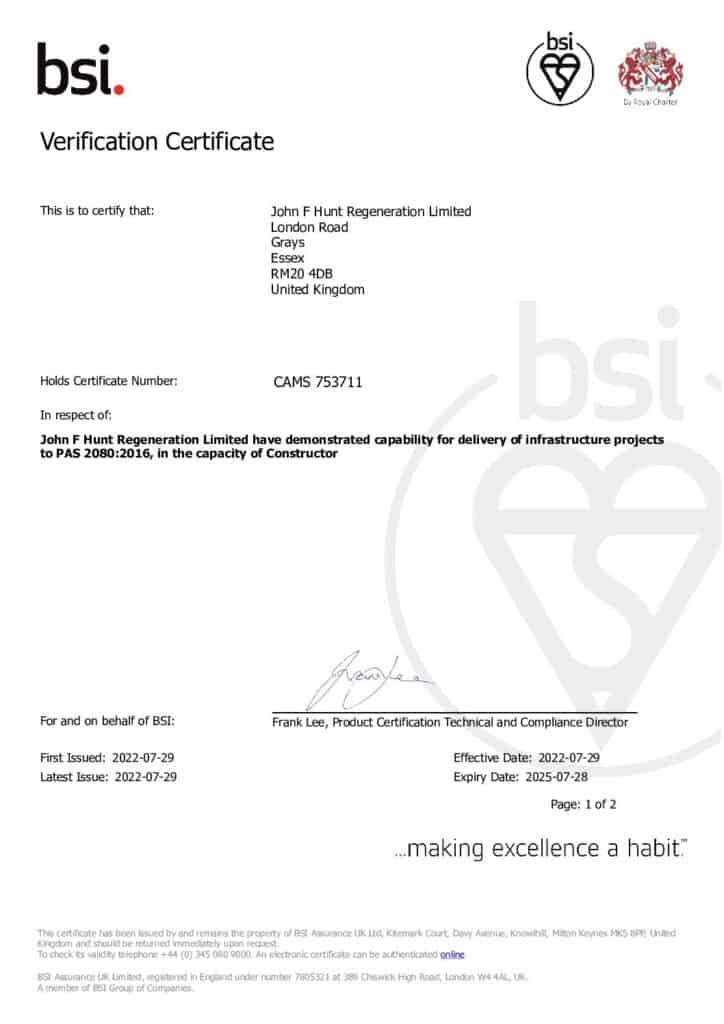 bsi.
bsi
By Royal Charter
Verification Certificate
This is to certify that:
John F Hunt Regeneration Limited
London Road
Grays
Essex
RM20 4DB
United Kingdom
bsi
Holds Certificate Number:
CAMS 753711
In respect of:
John F Hunt Regeneration Limited have demonstrated capability for delivery of infrastructure projects
to PAS 2080:2016, in the capacity of Constructor
For and on behalf of BSI:
Frank Lee, Product Certification Technical and Compliance Director
First Issued: 2022-07-29
Effective Date: 2022-07-29
Latest Issue: 2022-07-29
Expiry Date: 2025-07-28
Page: 1 of 2
...making excellence a habit.™
This certificate has been issued by and remains the property of BSI Assurance UK Ltd, Kitemark Court, Davy Avenue, Knowlhill, Milton Keynes MK5 8PP, United
Kingdom and should be returned immediately upon request.
To check its validity telephone +44 (0) 345 080 9000. An electronic certificate can be authenticated online.
BSI Assurance UK Limited, registered in England under number 7805321 at 389 Chiswick High Road, London W4 4AL, UK.
A member of BSI Group of Companies.